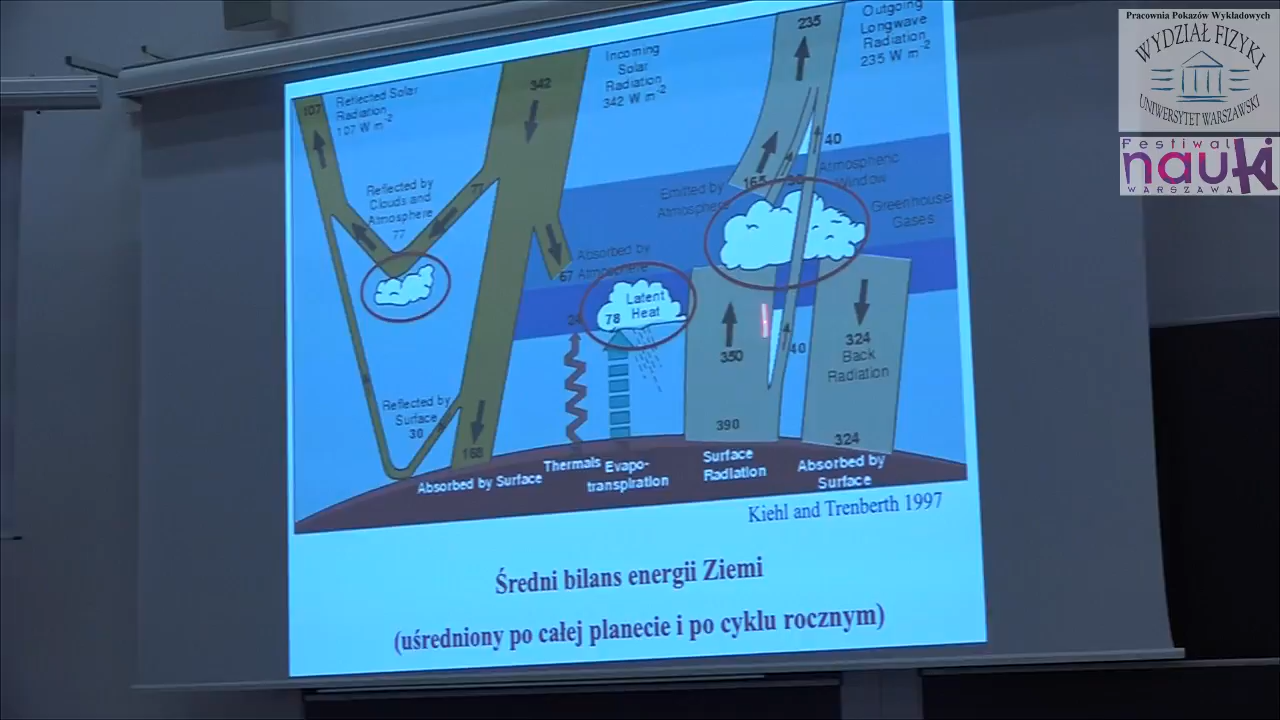 Pracownia Pokazów Wykładowych
WYDZIAŁ FIZYKI
UNIWERSYTET WARSZAWSKI
Festiwal
nauki
WARSZAWA
107
Reflected Solar
Radiation
107 W m-2
342
Incoming
Solar
Radiation
342 W m-2
235
Outgoing
Longwave
Radiation
235 W m-2
Reflected by
Clouds and
Atmosphere
77
77
67
Absorbed by
Atmosphere
Emitted by
Atmosphere
165
30
40
Atmospheric
Window
Greenhouse
Gases
Latent
Heat
78
24
350
40
324
Back
Radiation
Reflected by
Surface
30
168
Absorbed by Surface
Thermals
Evapo-
transpiration
390
Surface
Radiation
324
Absorbed by
Surface
Kiehl and Trenberth 1997
Średni bilans energii Ziemi
(uśredniony po całej planecie i po cyklu rocznym)